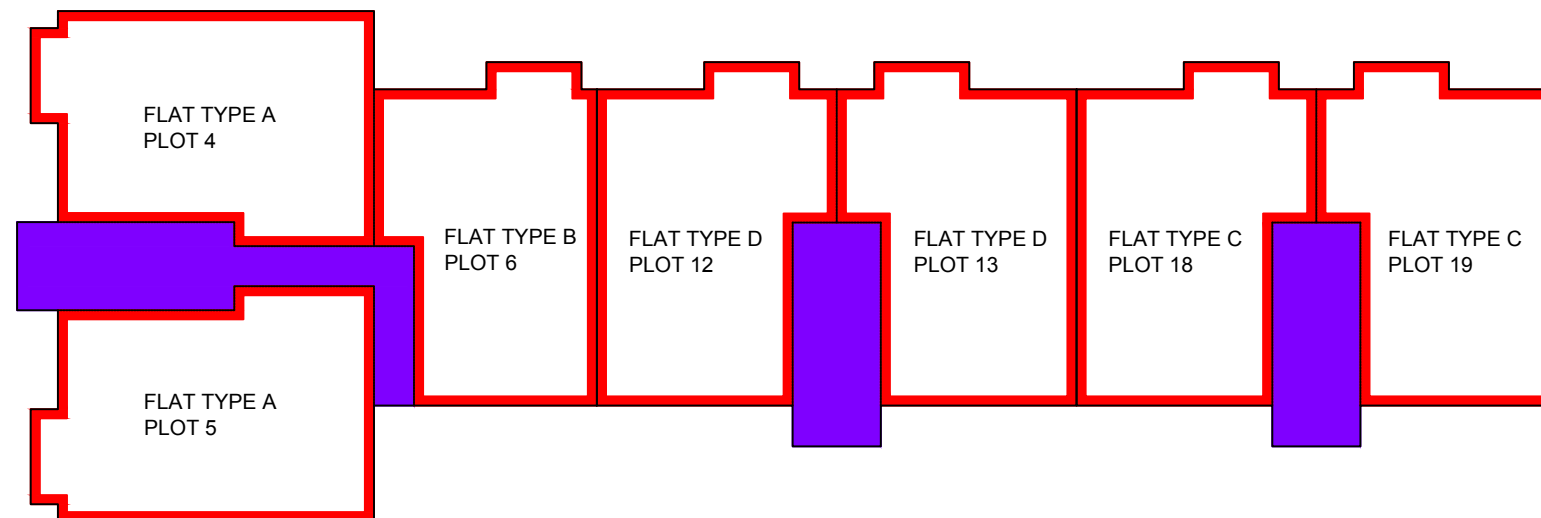 FLAT TYPE A
PLOT 4
FLAT TYPE B
PLOT 6
FLAT TYPE D
PLOT 12
FLAT TYPE D
PLOT 13
FLAT TYPE C
PLOT 18
FLAT TYPE C
PLOT 19
FLAT TYPE A
PLOT 5